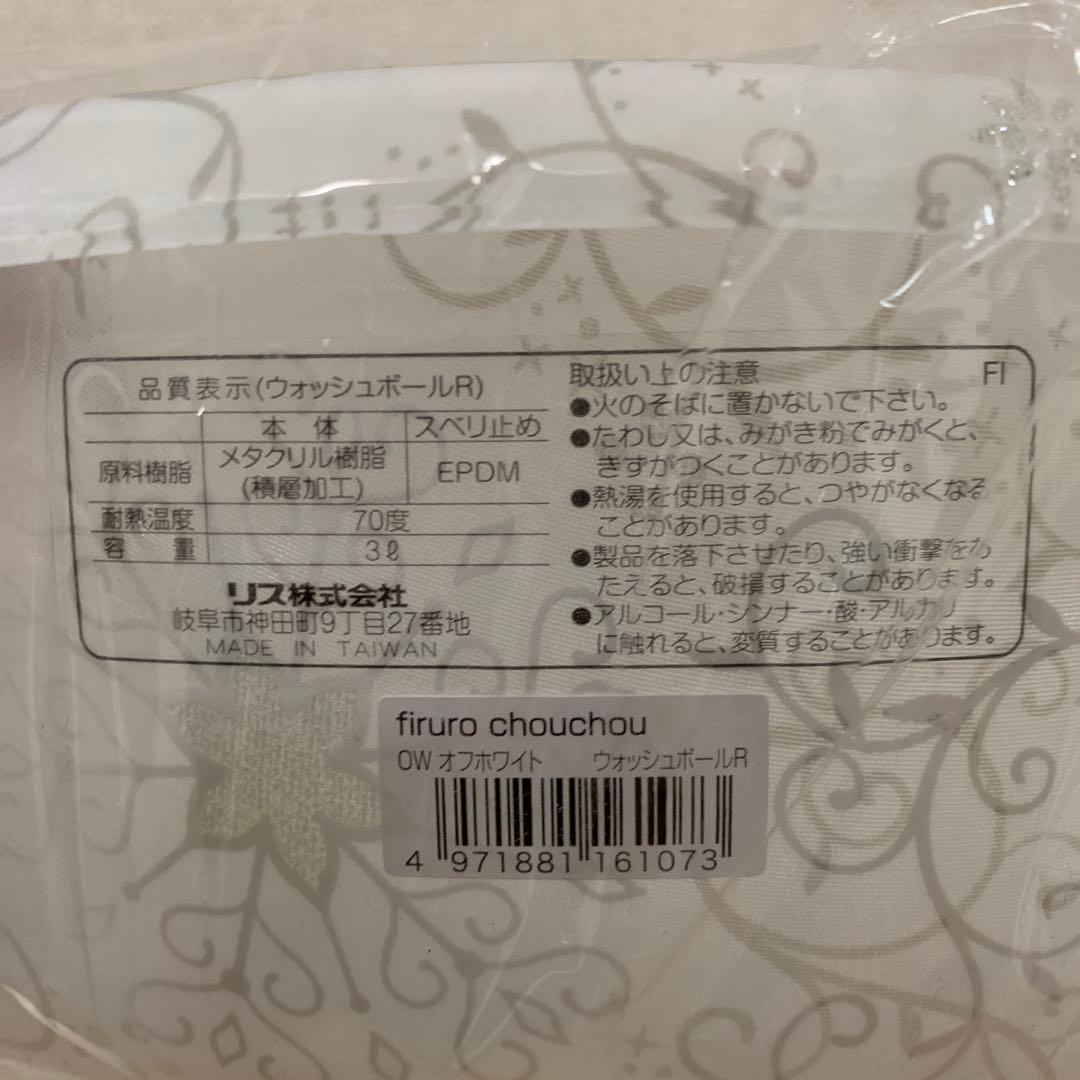 品質表示(ウォッシュボールR)
本体 スベリ止め
原料樹脂 メタクリル樹脂(積層加工) EPDM
耐熱温度 70度
容量 3ℓ
リス株式会社
岐阜市神田町9丁目27番地
MADE IN TAIWAN
取扱い上の注意 FI
●火のそばに置かないで下さい。
●たわし又は、みがき粉でみがくと、
きずがつくことがあります。
●熱湯を使用すると、つやがなくなる
ことがあります。
●製品を落下させたり、強い衝撃を
たえると、破損することがあります。
●アルコール・シンナー・酸・アルカリ
に触れると、変質することがあります。
firuro chouchou
OW オフホワイト ウォッシュボールR
4 971881 161073